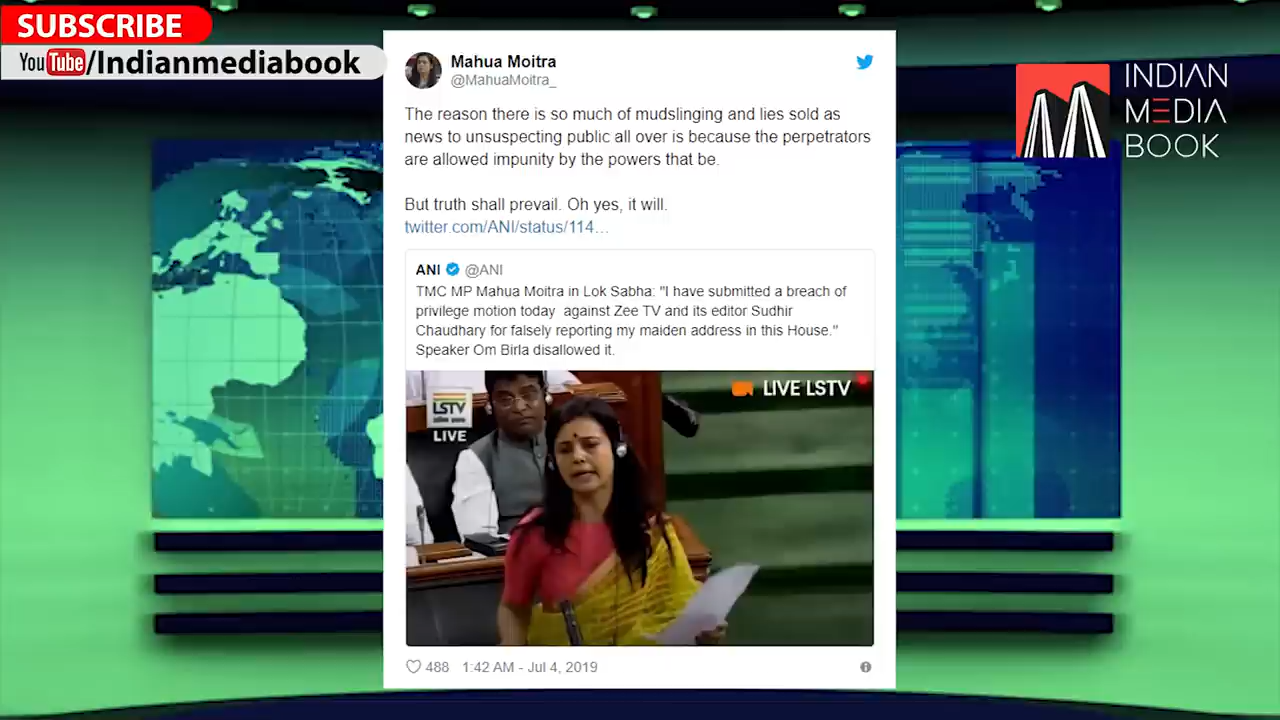 SUBSCRIBE
YouTube/Indianmediabook
INDIAN
MEDIA
BOOK
Mahua Moitra
@MahuaMoitra_
The reason there is so much of mudslinging and lies sold as
news to unsuspecting public all over is because the perpetrators
are allowed impunity by the powers that be.
But truth shall prevail. Oh yes, it will.
twitter.com/ANI/status/114…
ANI @ANI
TMC MP Mahua Moitra in Lok Sabha: "I have submitted a breach of
privilege motion today against Zee TV and its editor Sudhir
Chaudhary for falsely reporting my maiden address in this House."
Speaker Om Birla disallowed it.
LIVE LSTV
LSTV
LIVE
488 1:42 AM - Jul 4, 2019